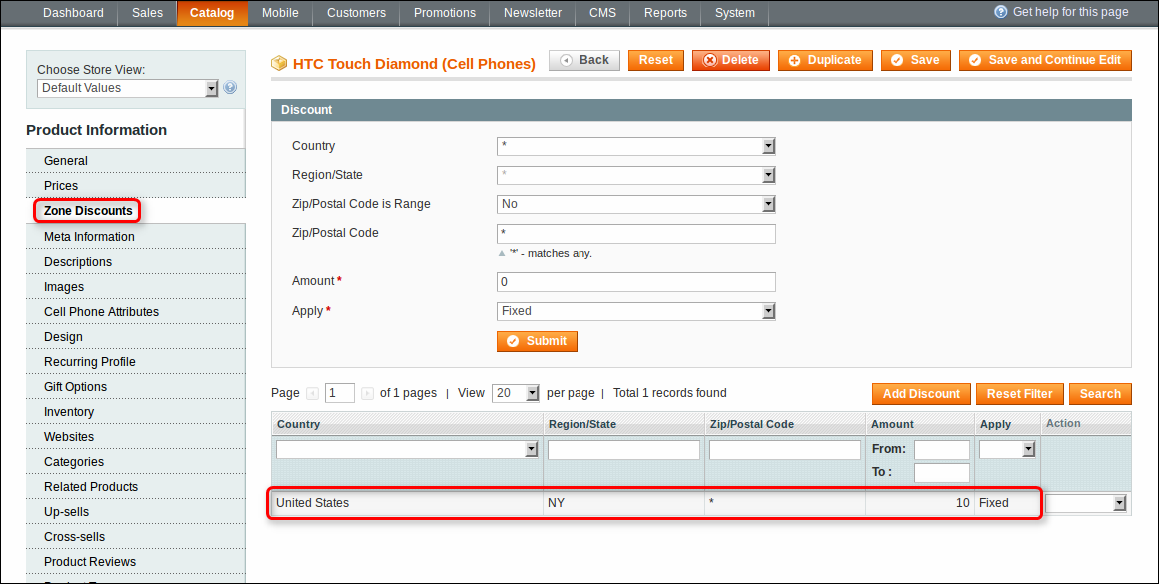 Dashboard Sales Catalog Mobile Customers Promotions Newsletter CMS Reports System Get help for this page
Choose Store View:
Default Values
Product Information
General
Prices
Zone Discounts
Meta Information
Descriptions
Images
Cell Phone Attributes
Design
Recurring Profile
Gift Options
Inventory
Websites
Categories
Related Products
Up-sells
Cross-sells
Product Reviews
HTC Touch Diamond (Cell Phones) Back Reset Delete Duplicate Save Save and Continue Edit
Discount
Country *
Region/State *
Zip/Postal Code is Range No
Zip/Postal Code *
'*' - matches any.
Amount * 0
Apply * Fixed
Submit
Page 1 of 1 pages | View 20 per page | Total 1 records found Add Discount Reset Filter Search
Country Region/State Zip/Postal Code Amount Apply Action
From:
To :
United States NY * 10 Fixed